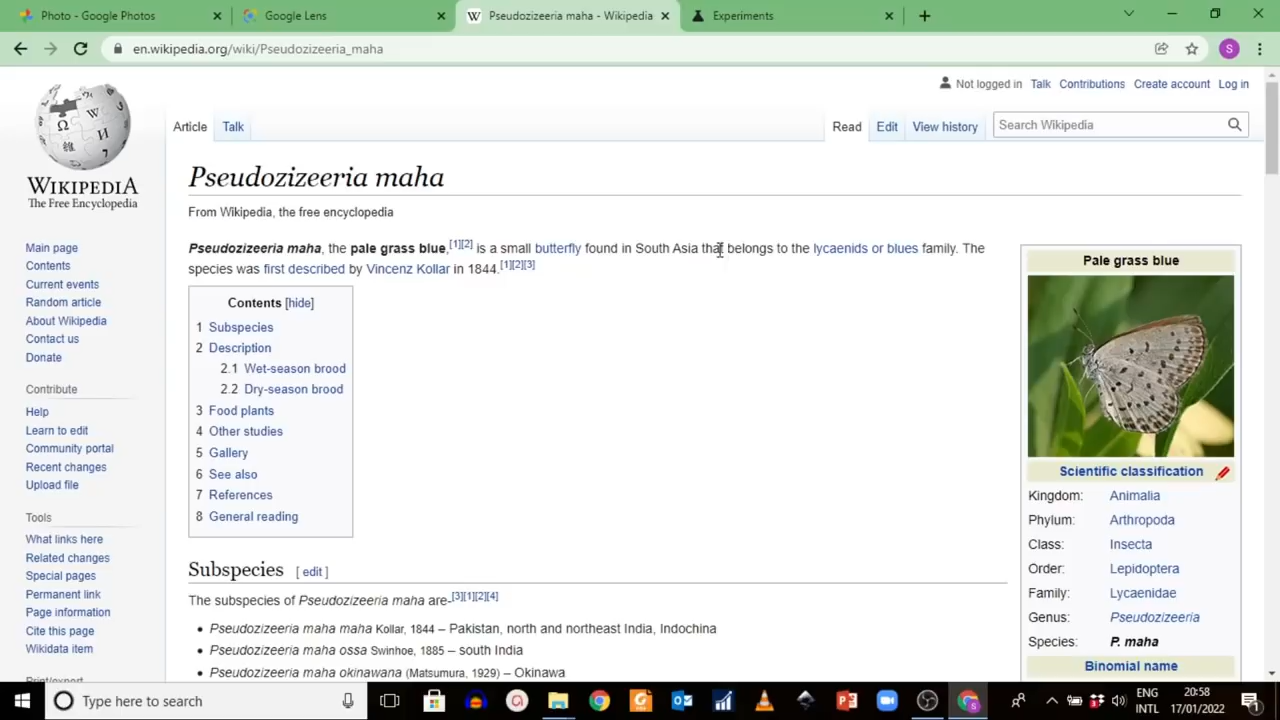 Photo - Google Photos
Google Lens
Pseudozizeeria maha - Wikipedia
Experiments
en.wikipedia.org/wiki/Pseudozizeeria_maha
S
Not logged in Talk Contributions Create account Log in
Article Talk
Read Edit View history
Search Wikipedia
WIKIPEDIA
The Free Encyclopedia
Pseudozizeeria maha
From Wikipedia, the free encyclopedia
Pseudozizeeria maha, the pale grass blue,[1][2] is a small butterfly found in South Asia that belongs to the lycaenids or blues family. The
species was first described by Vincenz Kollar in 1844.[1][2][3]
Main page
Contents
Current events
Random article
About Wikipedia
Contact us
Donate
Contribute
Help
Learn to edit
Community portal
Recent changes
Upload file
Tools
What links here
Related changes
Special pages
Permanent link
Page information
Cite this page
Wikidata item
Print/export
Contents [hide]
1 Subspecies
2 Description
2.1 Wet-season brood
2.2 Dry-season brood
3 Food plants
4 Other studies
5 Gallery
6 See also
7 References
8 General reading
Subspecies [ edit ]
The subspecies of Pseudozizeeria maha are-[3][1][2][4]
Pseudozizeeria maha maha Kollar, 1844 – Pakistan, north and northeast India, Indochina
Pseudozizeeria maha ossa Swinhoe, 1885 – south India
Pseudozizeeria maha okinawana (Matsumura, 1929) – Okinawa
Pale grass blue
Scientific classification
Kingdom: Animalia
Phylum: Arthropoda
Class: Insecta
Order: Lepidoptera
Family: Lycaenidae
Genus: Pseudozizeeria
Species: P. maha
Binomial name
Type here to search
ENG
INTL
20:58
17/01/2022